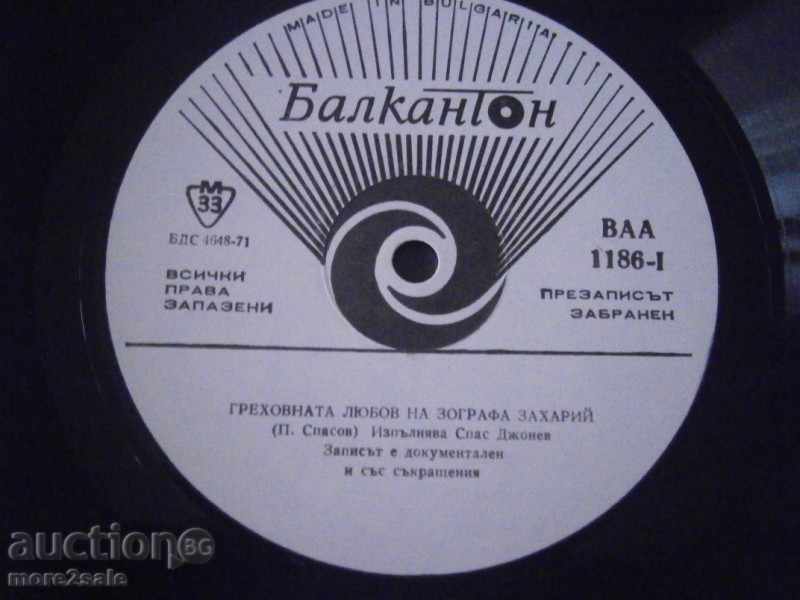 MADE IN BULGARIA
Балкантон
М
33
БДС 4648-71
ВСИЧКИ
ПРАВА
ЗАПАЗЕНИ
ВАА
1186-I
ПРЕЗАПИСЪТ
ЗАБРАНЕН
ГРЕХОВНАТА ЛЮБОВ НА ЗОГРАФА ЗАХАРИЙ
(П. Спасов) Изпълнява Спас Джонев
Записът е документален
и със съкращения
auction BG
more2sale